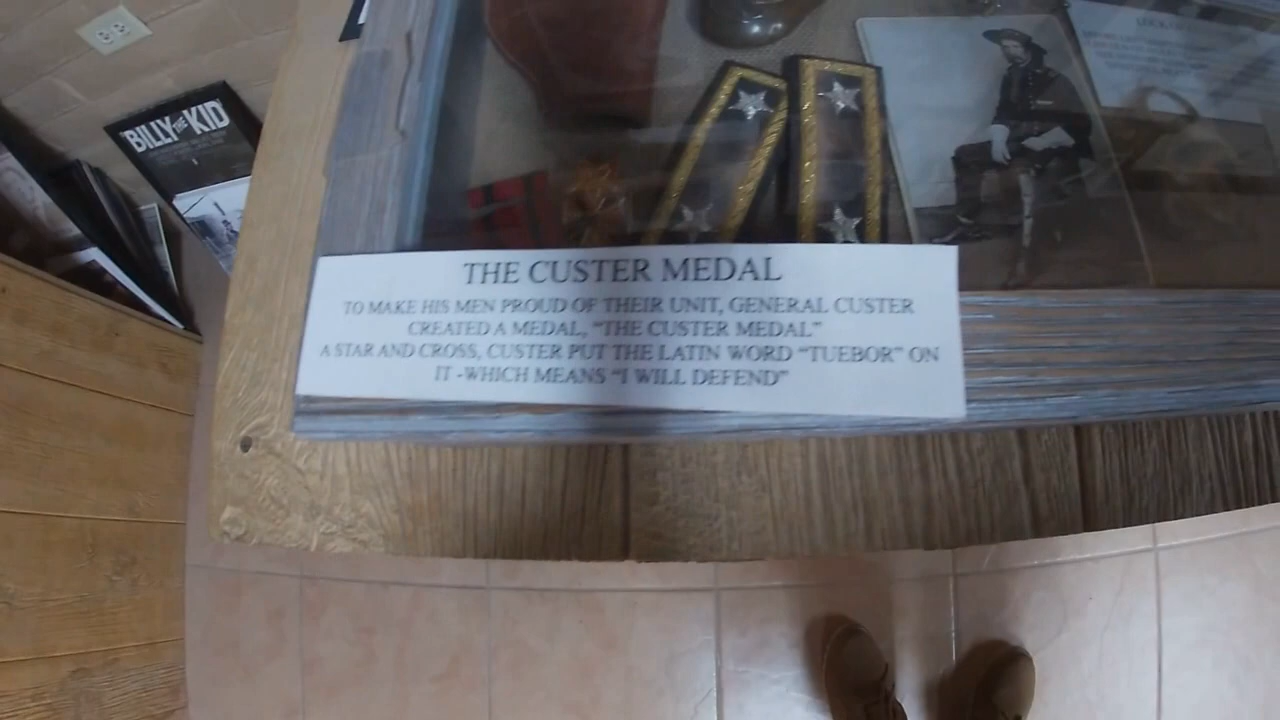 BILLY THE KID
THE CUSTER MEDAL
TO MAKE HIS MEN PROUD OF THEIR UNIT, GENERAL CUSTER
CREATED A MEDAL, "THE CUSTER MEDAL"
A STAR AND CROSS, CUSTER PUT THE LATIN WORD "TUEBOR" ON
IT -WHICH MEANS "I WILL DEFEND"